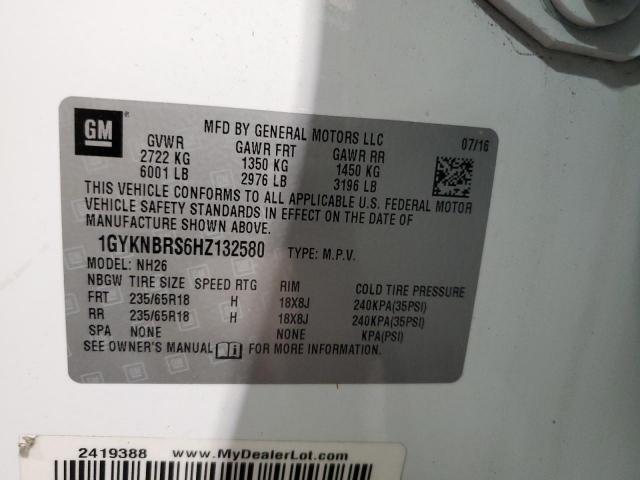 GM
MFD BY GENERAL MOTORS LLC 07/16
GVWR GAWR FRT GAWR RR
2722 KG 1350 KG 1450 KG
6001 LB 2976 LB 3196 LB
THIS VEHICLE CONFORMS TO ALL APPLICABLE U.S. FEDERAL MOTOR
VEHICLE SAFETY STANDARDS IN EFFECT ON THE DATE OF
MANUFACTURE SHOWN ABOVE.
1GYKNBRS6HZ132580 TYPE: M.P.V.
MODEL: NH26
NBGW TIRE SIZE SPEED RTG RIM COLD TIRE PRESSURE
FRT 235/65R18 H 18X8J 240KPA(35PSI)
RR 235/65R18 H 18X8J 240KPA(35PSI)
SPA NONE NONE KPA(PSI)
SEE OWNER'S MANUAL FOR MORE INFORMATION.
2419388 www.MyDealerLot.com